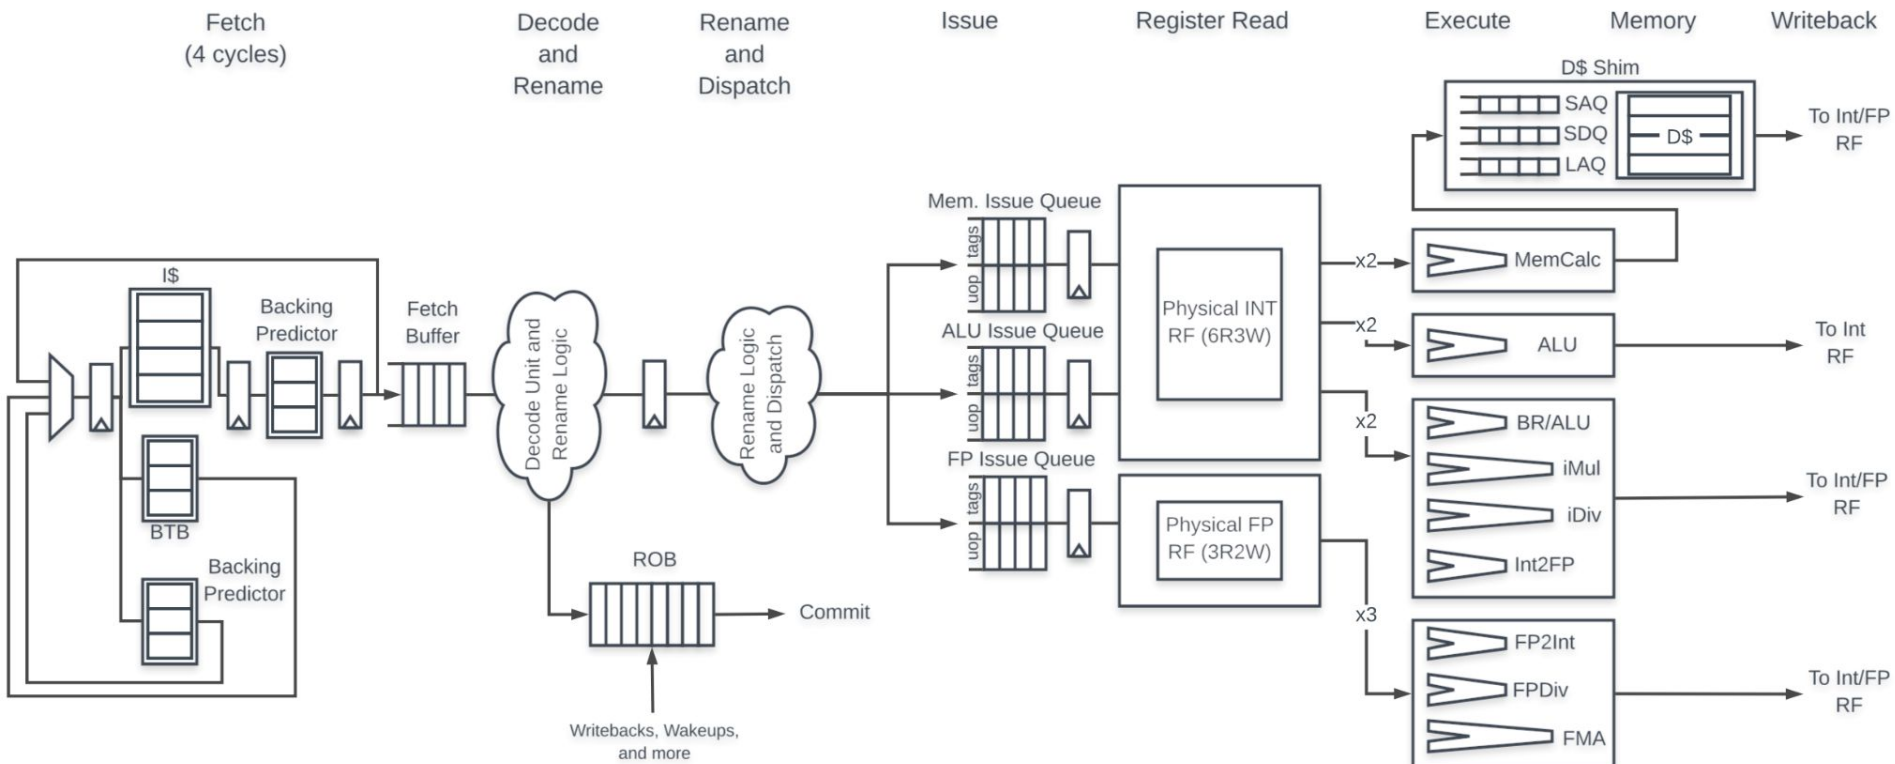 Fetch
(4 cycles)
Decode
and
Rename
Rename
and
Dispatch
Issue
Register Read
Execute
Memory
Writeback
D$ Shim
SAQ
SDQ
LAQ
D$
To Int/FP
RF
Mem. Issue Queue
tags
uop
x2
MemCalc
I$
Backing
Predictor
Fetch
Buffer
Decode Unit and
Rename Logic
Rename Logic
and Dispatch
Physical INT
RF (6R3W)
ALU Issue Queue
tags
uop
x2
ALU
To Int
RF
x2
BR/ALU
iMul
iDiv
Int2FP
To Int/FP
RF
BTB
Backing
Predictor
FP Issue Queue
tags
uop
Physical FP
RF (3R2W)
x3
FP2Int
FPDiv
FMA
To Int/FP
RF
ROB
Commit
Writebacks, Wakeups,
and more